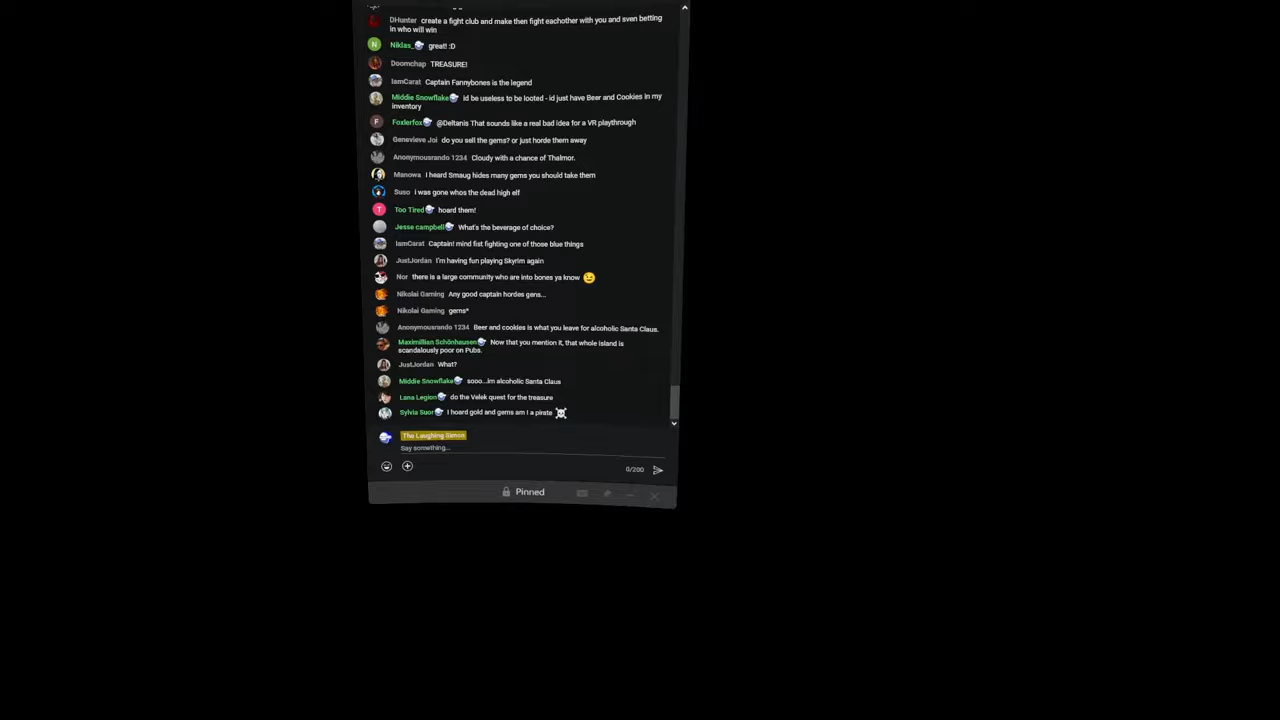 DHunter create a fight club and make then fight eachother with you and sven betting
in who will win
N Niklas_ great! :D
Doomchap TREASURE!
IamCarat Captain Fannybones is the legend
Middie Snowflake id be useless to be looted - id just have Beer and Cookies in my
inventory
F Foxlerfox @Deltanis That sounds like a real bad idea for a VR playthrough
Genevieve Joi do you sell the gems? or just horde them away
Anonymousrando 1234 Cloudy with a chance of Thalmor.
Manowa I heard Smaug hides many gems you should take them
Suso i was gone whos the dead high elf
T Too Tired hoard them!
Jesse campbell What's the beverage of choice?
IamCarat Captain! mind fist fighting one of those blue things
JustJordan I'm having fun playing Skyrim again
Nor there is a large community who are into bones ya know 😉
Nikolai Gaming Any good captain hordes gens...
Nikolai Gaming gems*
Anonymousrando 1234 Beer and cookies is what you leave for alcoholic Santa Claus.
Maximillian Schönhausen Now that you mention it, that whole island is
scandalously poor on Pubs.
JustJordan What?
Middie Snowflake sooo...im alcoholic Santa Claus
Lana Legion do the Velek quest for the treasure
Sylvia Suor I hoard gold and gems am I a pirate ☠
The Laughing Simon
Say something...
0/200
Pinned